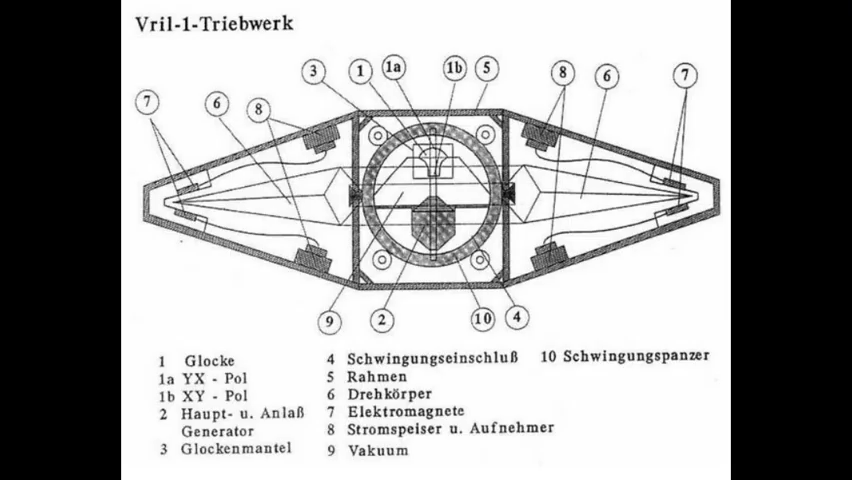 Vril-1-Triebwerk
3 1 1a 1b 5 8 6 7
7 6 8
9 2 10 4
1 Glocke
1a YX - Pol
1b XY - Pol
2 Haupt- u. Anlaß
Generator
3 Glockenmantel
4 Schwingungseinschluß
5 Rahmen
6 Drehkörper
7 Elektromagnete
8 Stromspeiser u. Aufnehmer
9 Vakuum
10 Schwingungspanzer